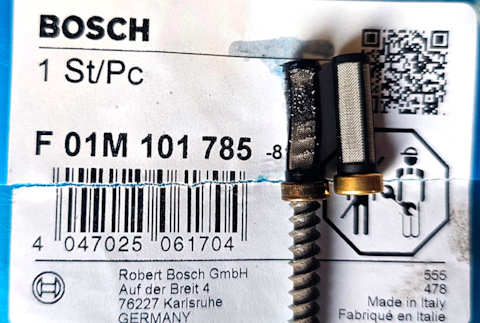 BOSCH
1 St/Pc
F 01M 101 785
4 047025 061704
Robert Bosch GmbH
Auf der Breit 4
76227 Karlsruhe
GERMANY
555
478
Made in Italy
Fabriqué en Italie